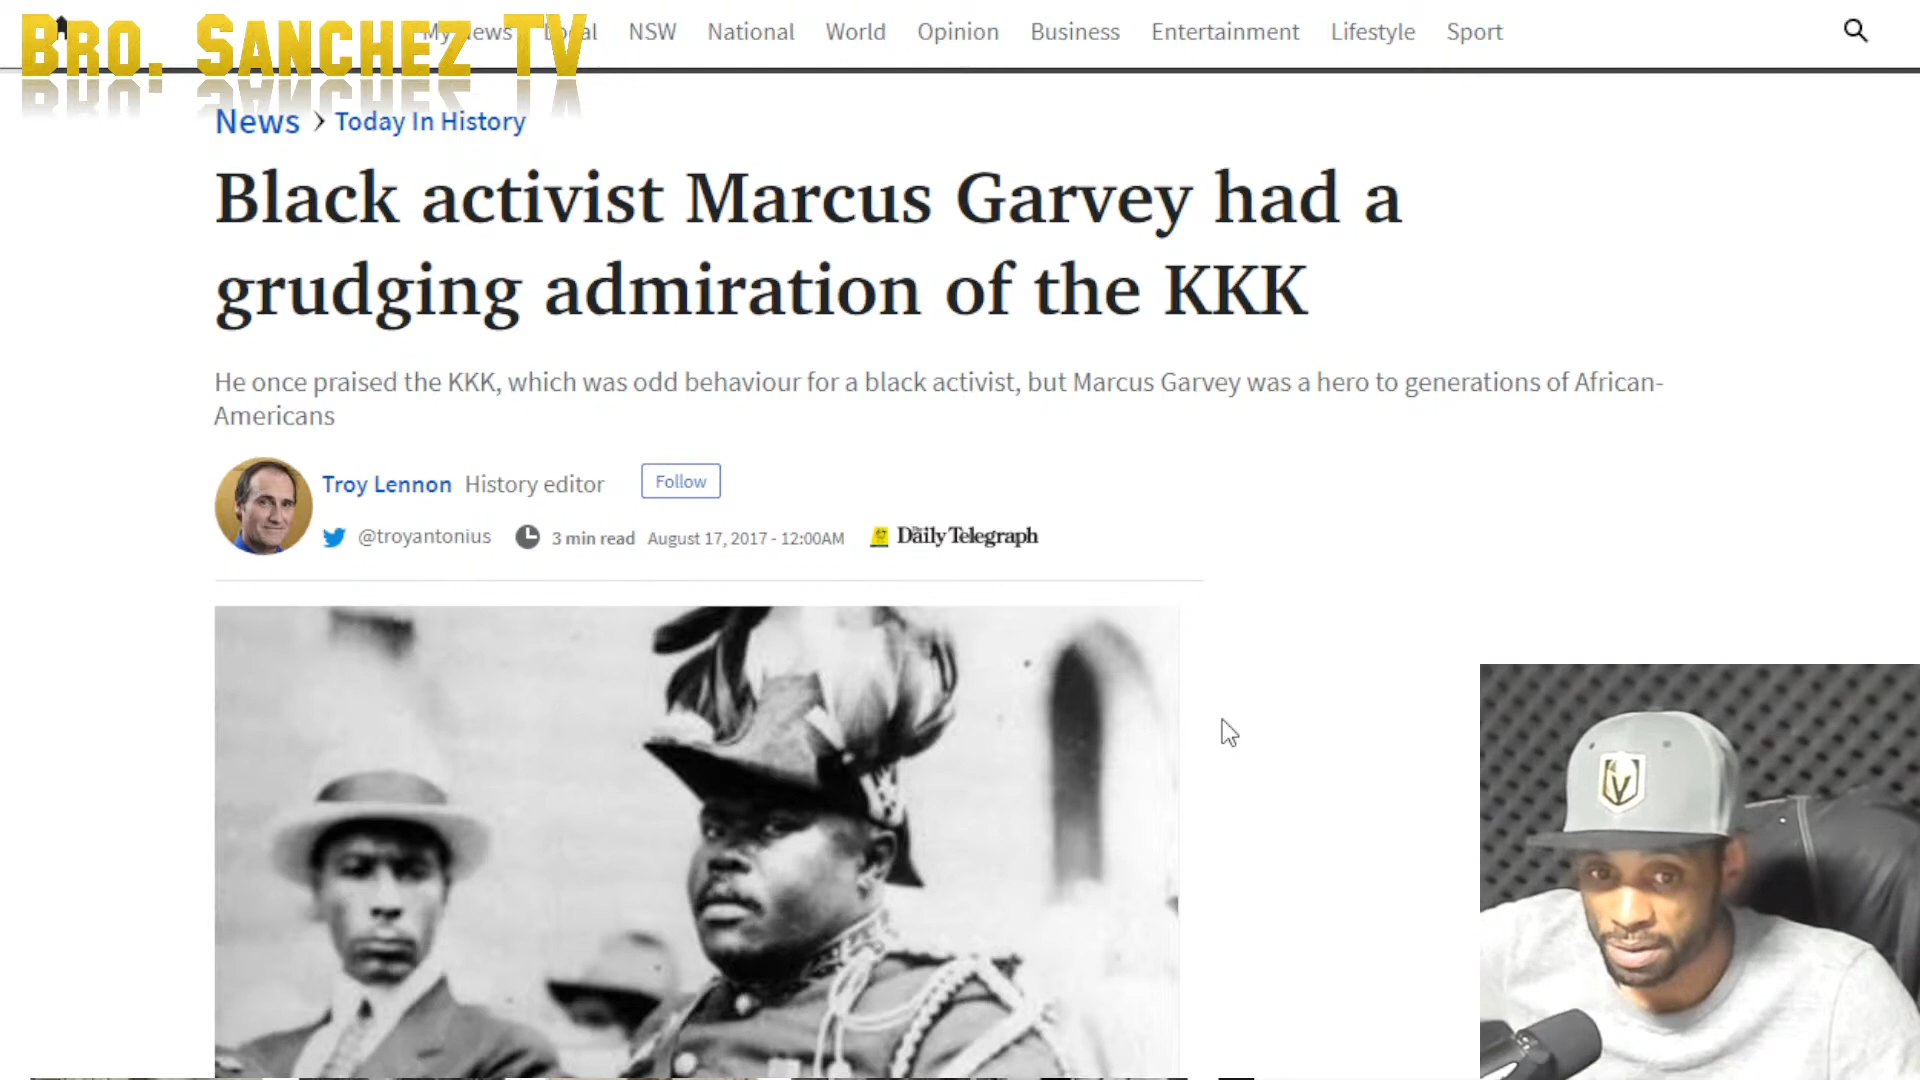 BRO. SANCHEZ TV
My News Local NSW National World Opinion Business Entertainment Lifestyle Sport
News > Today In History
Black activist Marcus Garvey had a
grudging admiration of the KKK
He once praised the KKK, which was odd behaviour for a black activist, but Marcus Garvey was a hero to generations of African-
Americans
Troy Lennon History editor Follow
@troyantonius 3 min read August 17, 2017 - 12:00AM The Daily Telegraph